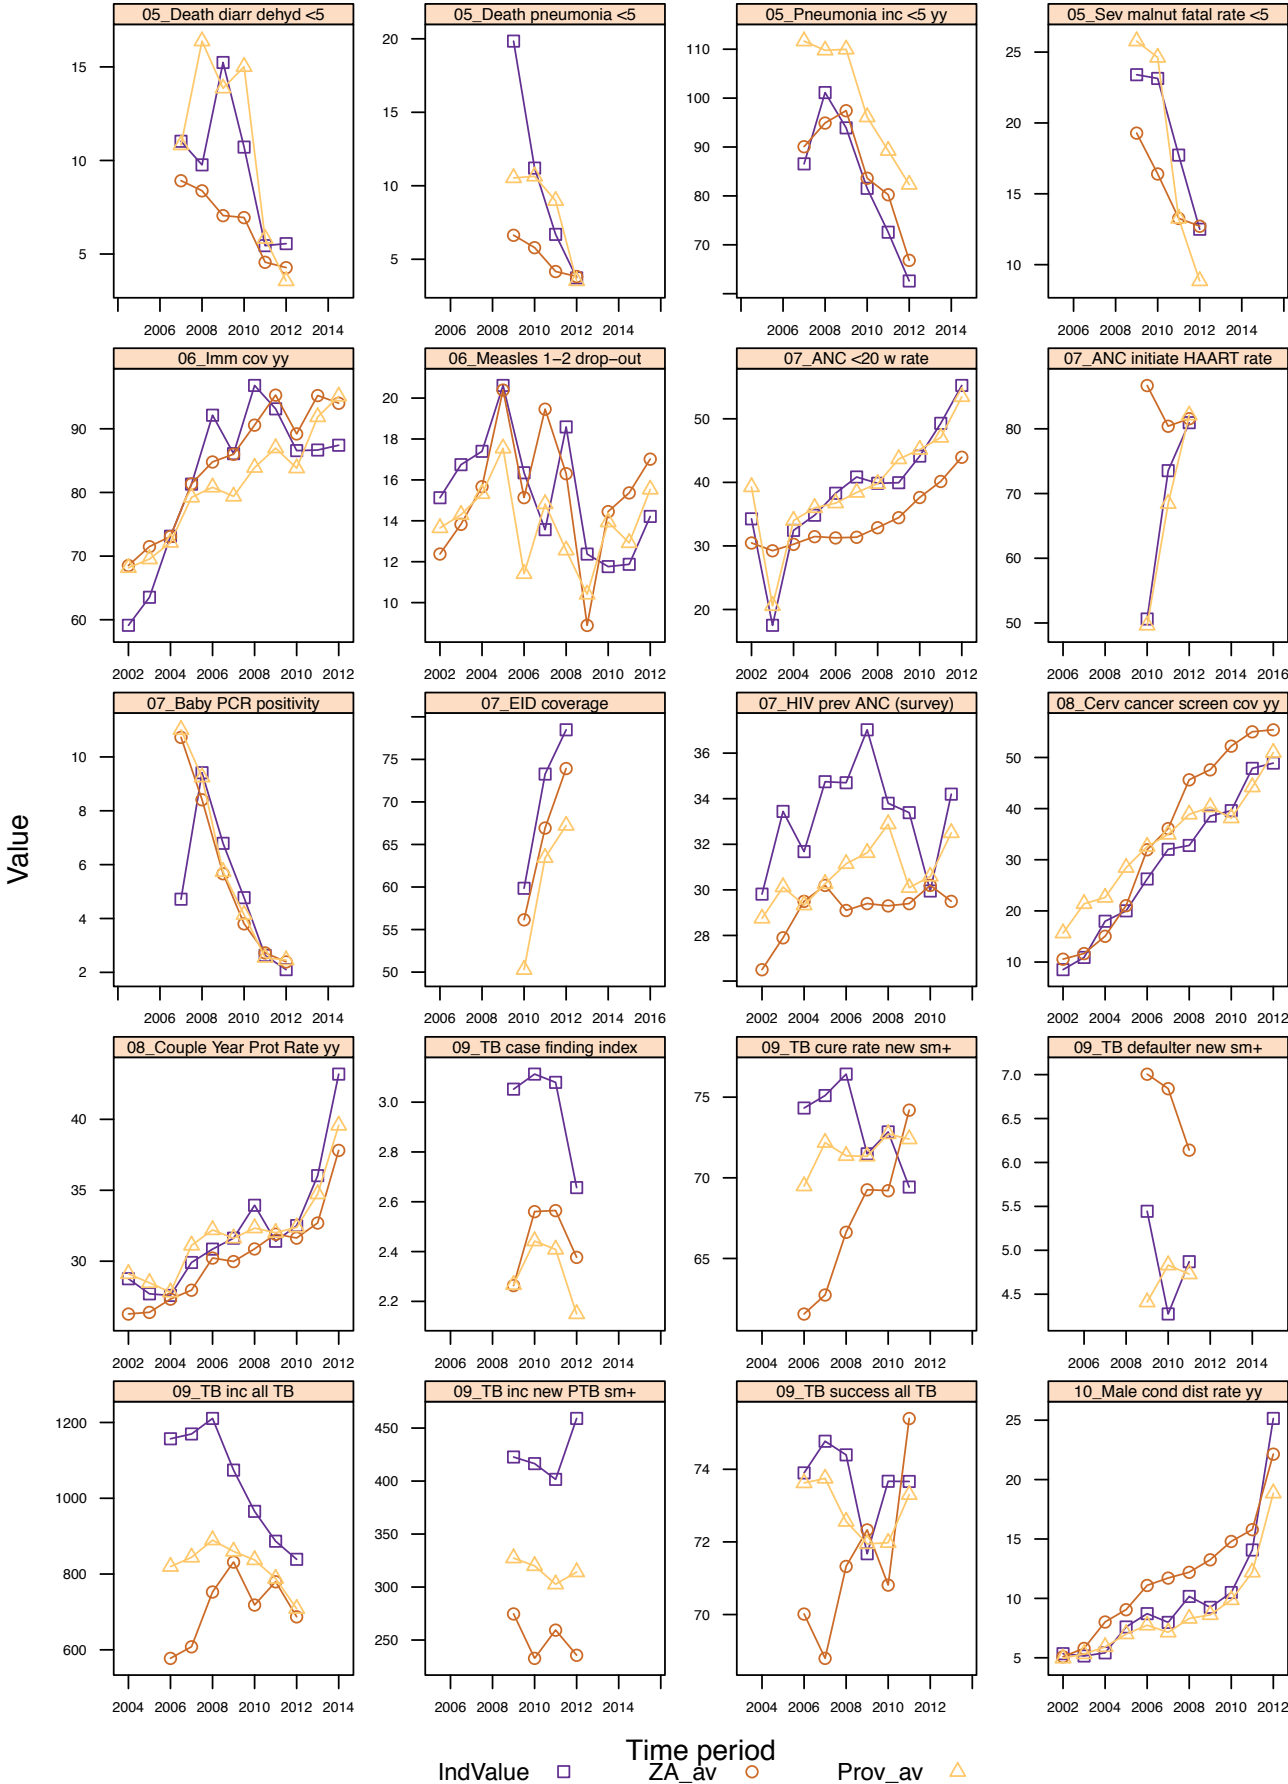 05_Death diarr dehyd <5
05_Death pneumonia <5
05_Pneumonia inc <5 yy
05_Sev malnut fatal rate <5
15
10
5
20
15
10
5
110
100
90
80
70
25
20
15
10
2006 2008 2010 2012 2014
2006 2008 2010 2012 2014
2006 2008 2010 2012 2014
2006 2008 2010 2012 2014
06_Imm cov yy
06_Measles 1−2 drop−out
07_ANC <20 w rate
07_ANC initiate HAART rate
90
80
70
60
20
18
16
14
12
10
50
40
30
20
80
70
60
50
2002 2004 2006 2008 2010 2012
2002 2004 2006 2008 2010 2012
2002 2004 2006 2008 2010 2012
2006 2008 2010 2012 2014 2016
07_Baby PCR positivity
07_EID coverage
07_HIV prev ANC (survey)
08_Cerv cancer screen cov yy
10
8
6
4
2
75
70
65
60
55
50
36
34
32
30
28
50
40
30
20
10
2006 2008 2010 2012 2014
2006 2008 2010 2012 2014 2016
2002 2004 2006 2008 2010
2002 2004 2006 2008 2010 2012
08_Couple Year Prot Rate yy
09_TB case finding index
09_TB cure rate new sm+
09_TB defaulter new sm+
40
35
30
3.0
2.8
2.6
2.4
2.2
75
70
65
7.0
6.5
6.0
5.5
5.0
4.5
2002 2004 2006 2008 2010 2012
2006 2008 2010 2012 2014
2004 2006 2008 2010 2012
2006 2008 2010 2012 2014
09_TB inc all TB
09_TB inc new PTB sm+
09_TB success all TB
10_Male cond dist rate yy
1200
1000
800
600
450
400
350
300
250
74
72
70
25
20
15
10
5
2004 2006 2008 2010 2012 2014
2006 2008 2010 2012 2014
2004 2006 2008 2010 2012
2002 2004 2006 2008 2010 2012
Value
Time period
IndValue ZA_av Prov_av